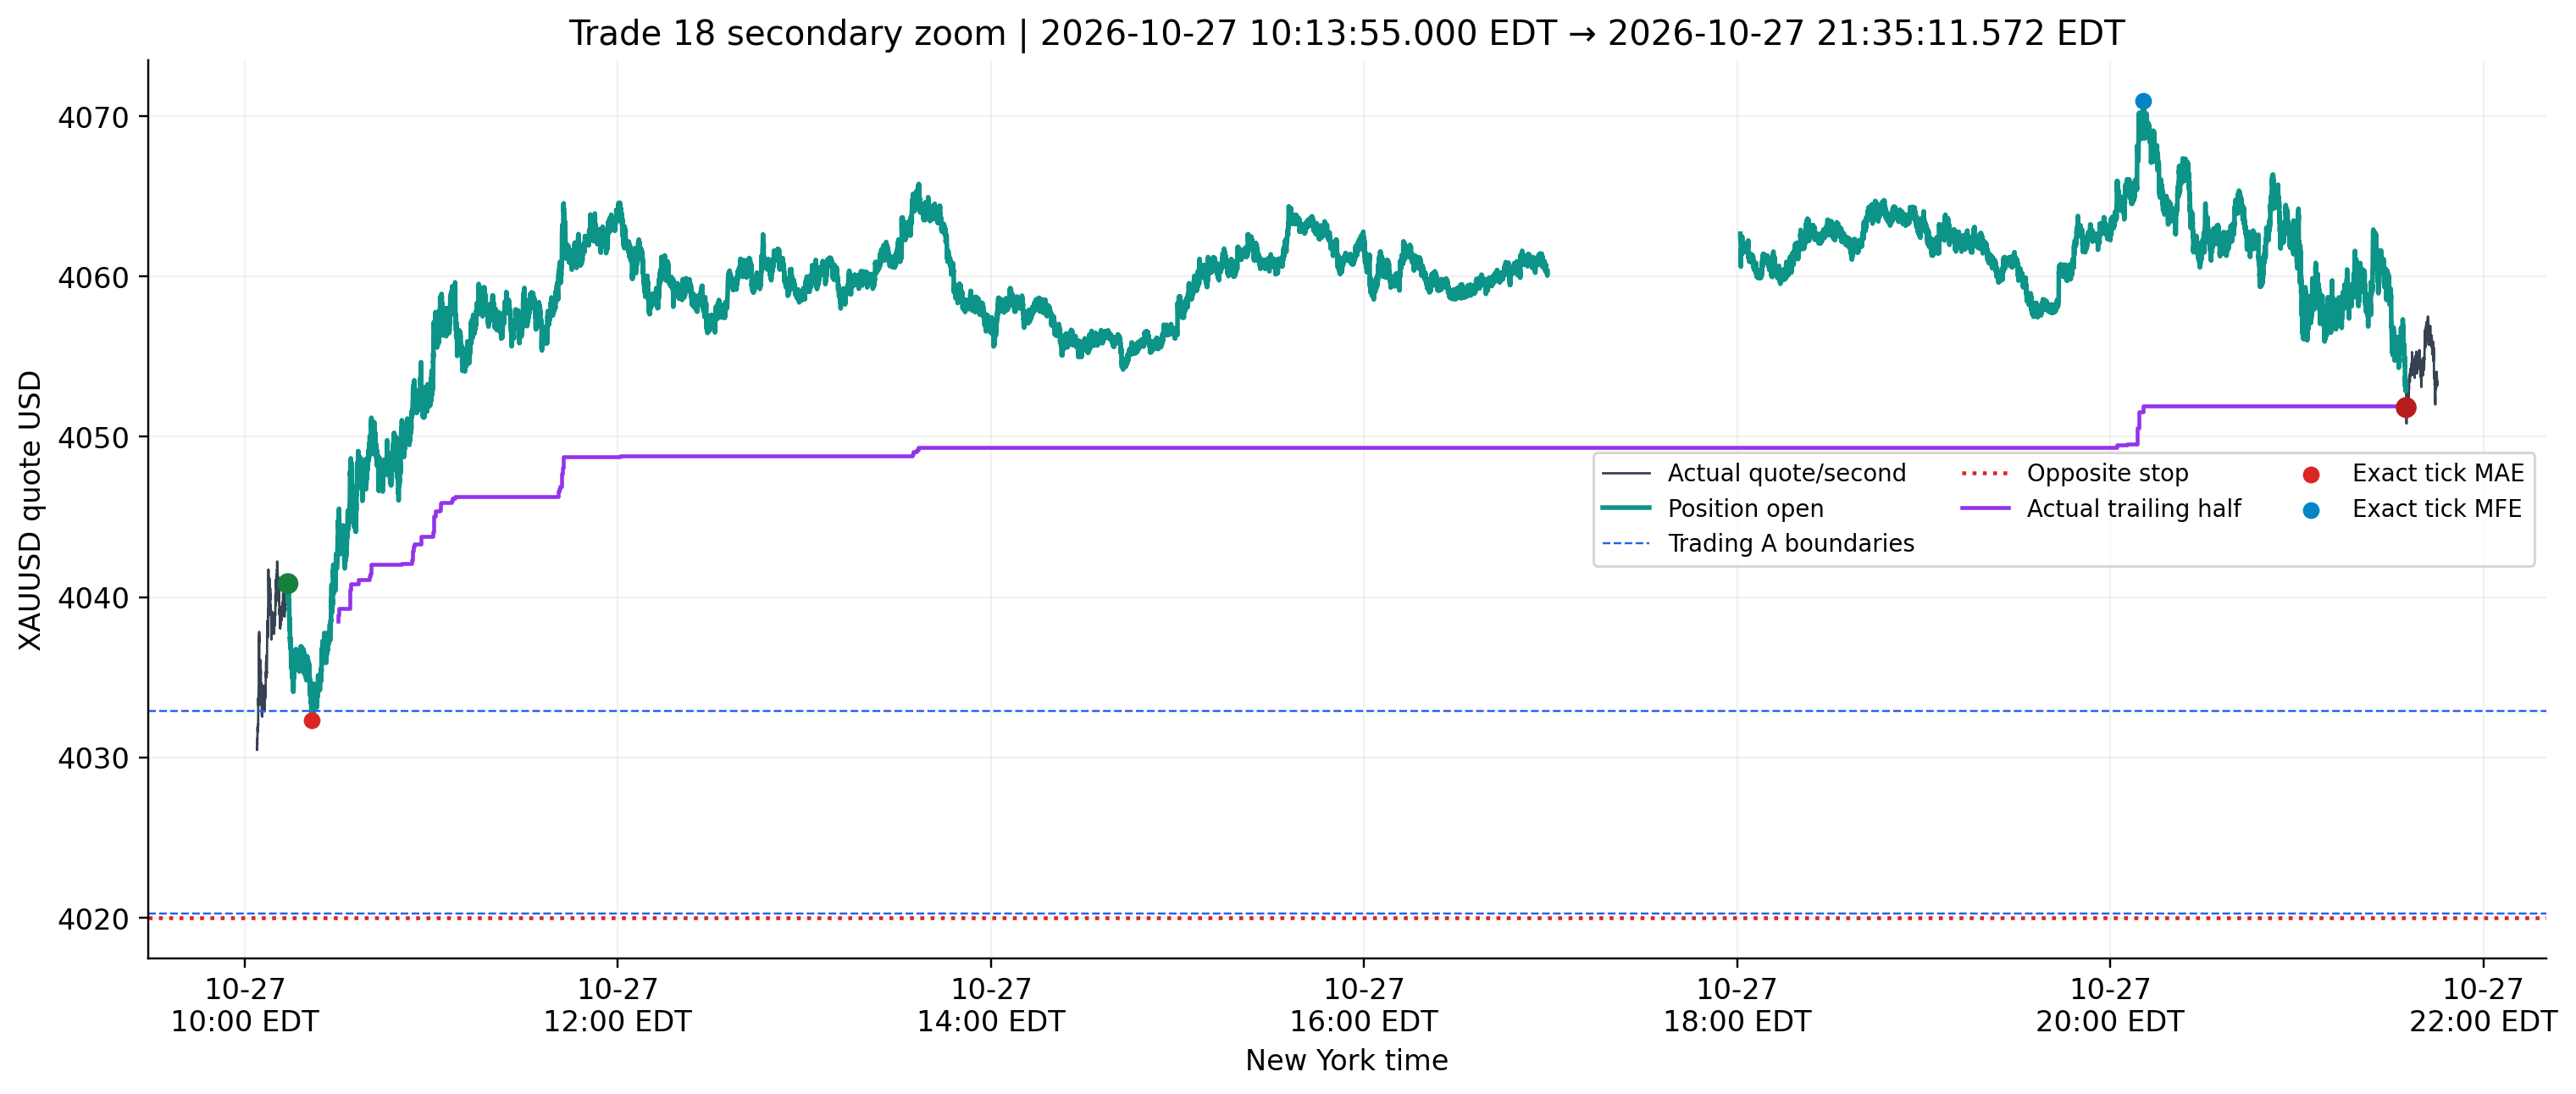 Trade 18 secondary zoom | 2026-10-27 10:13:55.000 EDT → 2026-10-27 21:35:11.572 EDT
XAUUSD quote USD
4070
4060
4050
4040
4030
4020
Actual quote/second
Position open
Trading A boundaries
Opposite stop
Actual trailing half
Exact tick MAE
Exact tick MFE
10-27
10:00 EDT
10-27
12:00 EDT
10-27
14:00 EDT
10-27
16:00 EDT
10-27
18:00 EDT
10-27
20:00 EDT
10-27
22:00 EDT
New York time